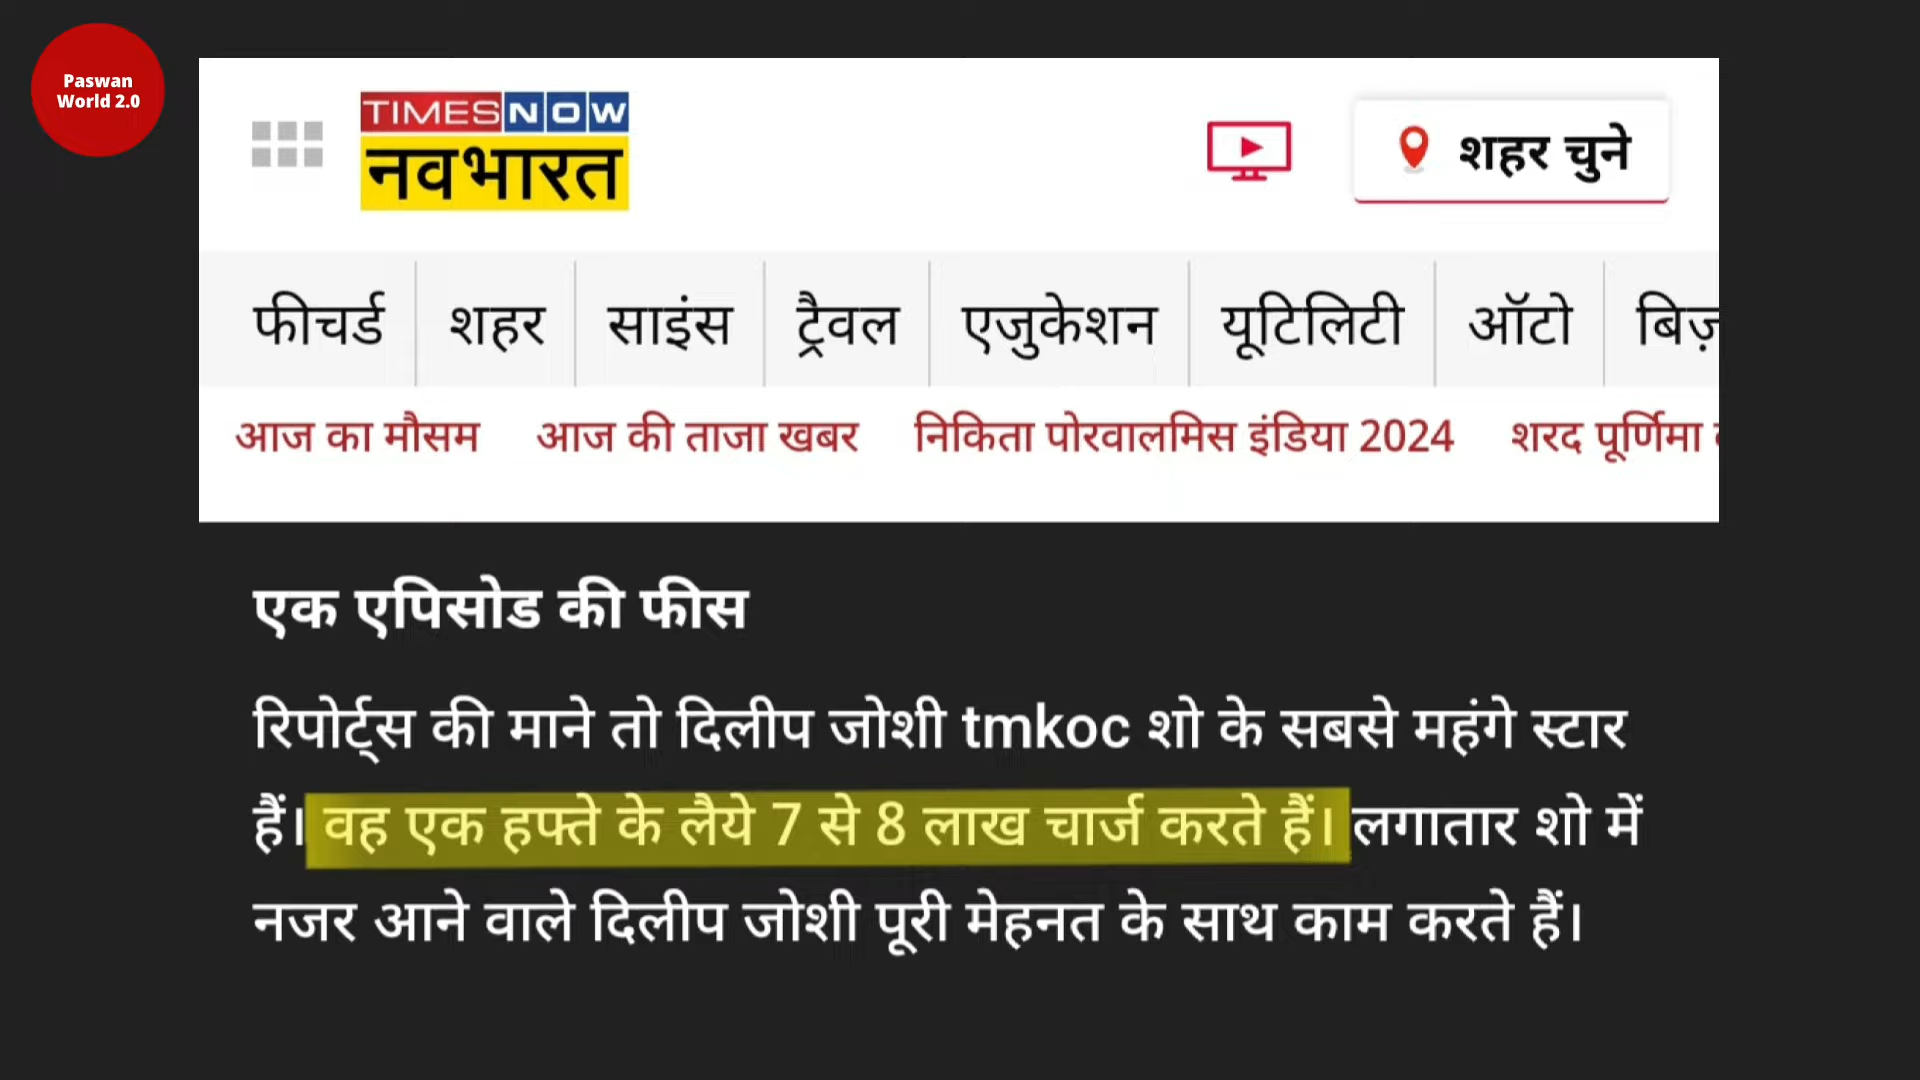 Paswan
World 2.0
TIMES NOW
नवभारत
शहर चुने
फीचर्ड शहर साइंस ट्रैवल एजुकेशन यूटिलिटी ऑटो बिज़
आज का मौसम आज की ताजा खबर निकिता पोरवालमिस इंडिया 2024 शरद पूर्णिमा
एक एपिसोड की फीस
रिपोर्ट्स की माने तो दिलीप जोशी tmkoc शो के सबसे महंगे स्टार
हैं। वह एक हफ्ते के लैये 7 से 8 लाख चार्ज करते हैं। लगातार शो में
नजर आने वाले दिलीप जोशी पूरी मेहनत के साथ काम करते हैं।